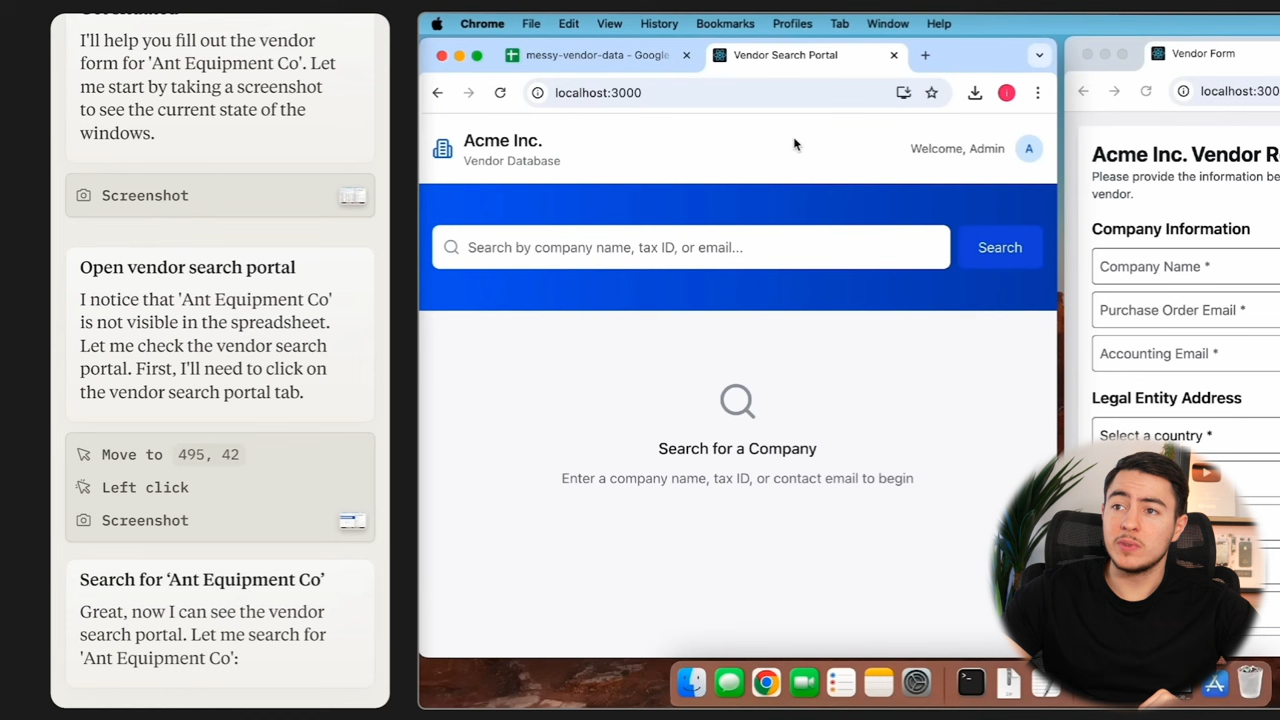 I'll help you fill out the vendor
form for 'Ant Equipment Co'. Let
me start by taking a screenshot
to see the current state of the
windows.
Screenshot
Open vendor search portal
I notice that 'Ant Equipment Co'
is not visible in the spreadsheet.
Let me check the vendor search
portal. First, I'll need to click on
the vendor search portal tab.
Move to 495, 42
Left click
Screenshot
Search for ‘Ant Equipment Co’
Great, now I can see the vendor
search portal. Let me search for
'Ant Equipment Co':
Chrome File Edit View History Bookmarks Profiles Tab Window Help
messy-vendor-data - Google
Vendor Search Portal
localhost:3000
Acme Inc.
Vendor Database
Welcome, Admin
A
Search by company name, tax ID, or email...
Search
Search for a Company
Enter a company name, tax ID, or contact email to begin
Vendor Form
localhost:300
Acme Inc. Vendor R
Please provide the information be
vendor.
Company Information
Company Name *
Purchase Order Email *
Accounting Email *
Legal Entity Address
Select a country *